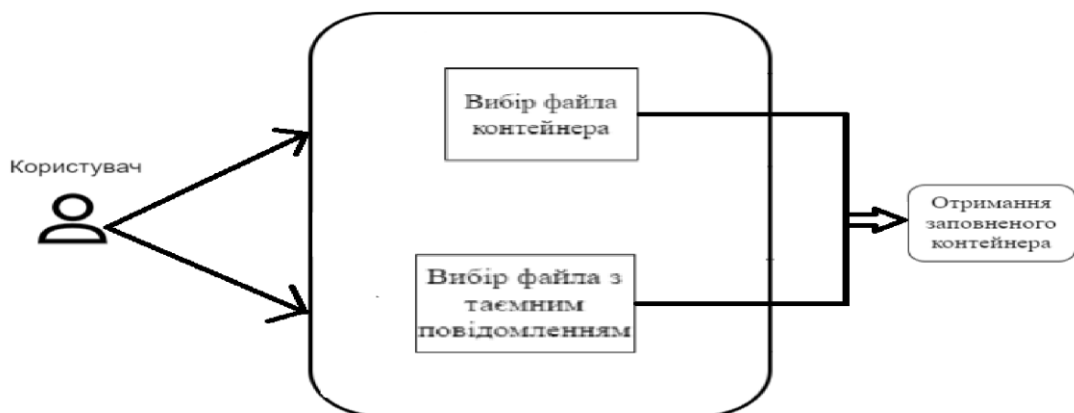 Користувач
Вибір файла
контейнера
Вибір файла з
таємним
повідомленням
Отримання
заповненого
контейнера